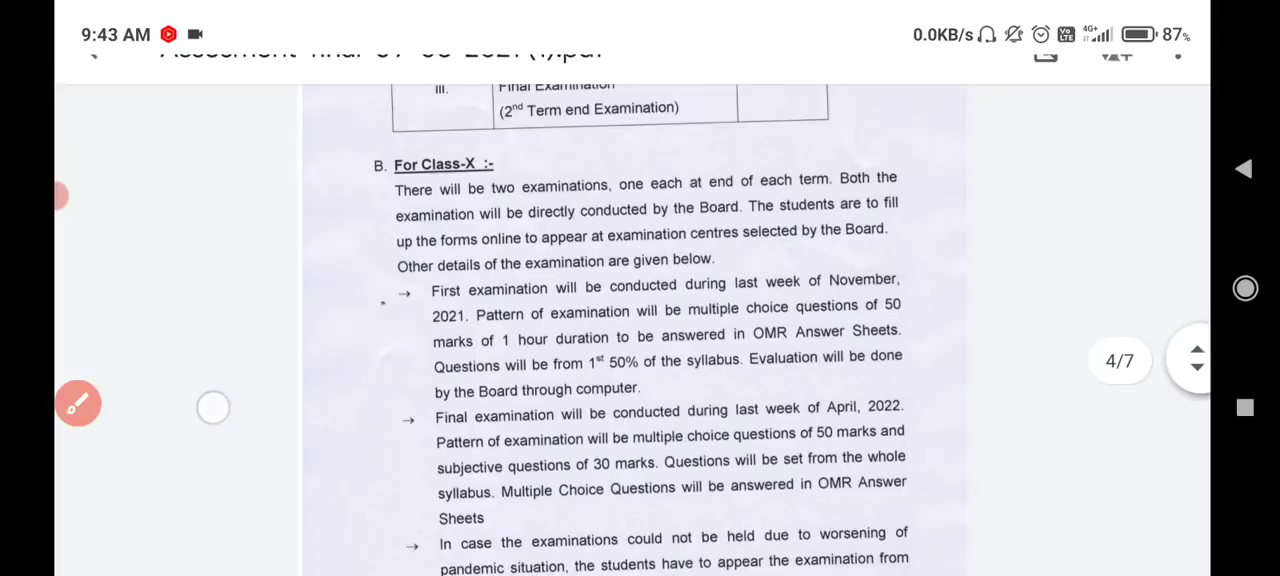 9:43 AM
0.0KB/s
4G+
87%
III.
Final Examination
(2nd Term end Examination)
B. For Class-X :-
There will be two examinations, one each at end of each term. Both the
examination will be directly conducted by the Board. The students are to fill
up the forms online to appear at examination centres selected by the Board.
Other details of the examination are given below.
→ First examination will be conducted during last week of November,
2021. Pattern of examination will be multiple choice questions of 50
marks of 1 hour duration to be answered in OMR Answer Sheets.
Questions will be from 1st 50% of the syllabus. Evaluation will be done
by the Board through computer.
→ Final examination will be conducted during last week of April, 2022.
Pattern of examination will be multiple choice questions of 50 marks and
subjective questions of 30 marks. Questions will be set from the whole
syllabus. Multiple Choice Questions will be answered in OMR Answer
Sheets
→ In case the examinations could not be held due to worsening of
pandemic situation, the students have to appear the examination from
4/7